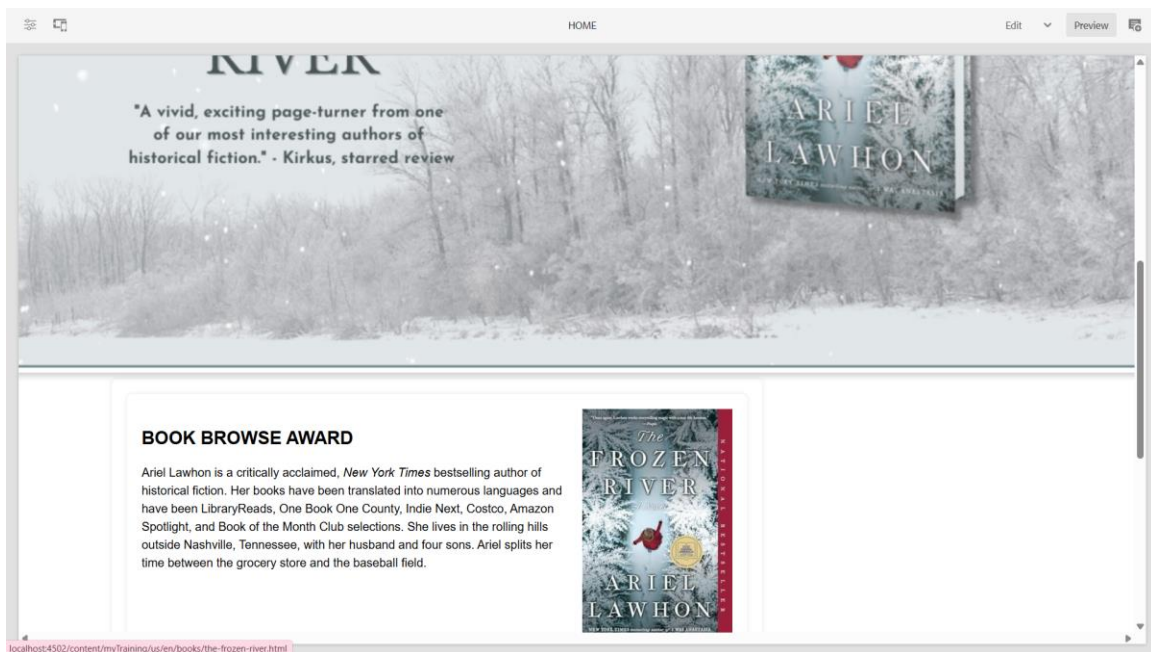 HOME
Edit
Preview
RIVER
"A vivid, exciting page-turner from one
of our most interesting authors of
historical fiction." - Kirkus, starred review
ARIEL
LAWHON
BOOK BROWSE AWARD
Ariel Lawhon is a critically acclaimed, New York Times bestselling author of
historical fiction. Her books have been translated into numerous languages and
have been LibraryReads, One Book One County, Indie Next, Costco, Amazon
Spotlight, and Book of the Month Club selections. She lives in the rolling hills
outside Nashville, Tennessee, with her husband and four sons. Ariel splits her
time between the grocery store and the baseball field.
The
FROZEN
RIVER
NATIONAL BESTSELLER
ARIEL
LAWHON
localhost:4502/content/myTraining/us/en/books/the-frozen-river.html